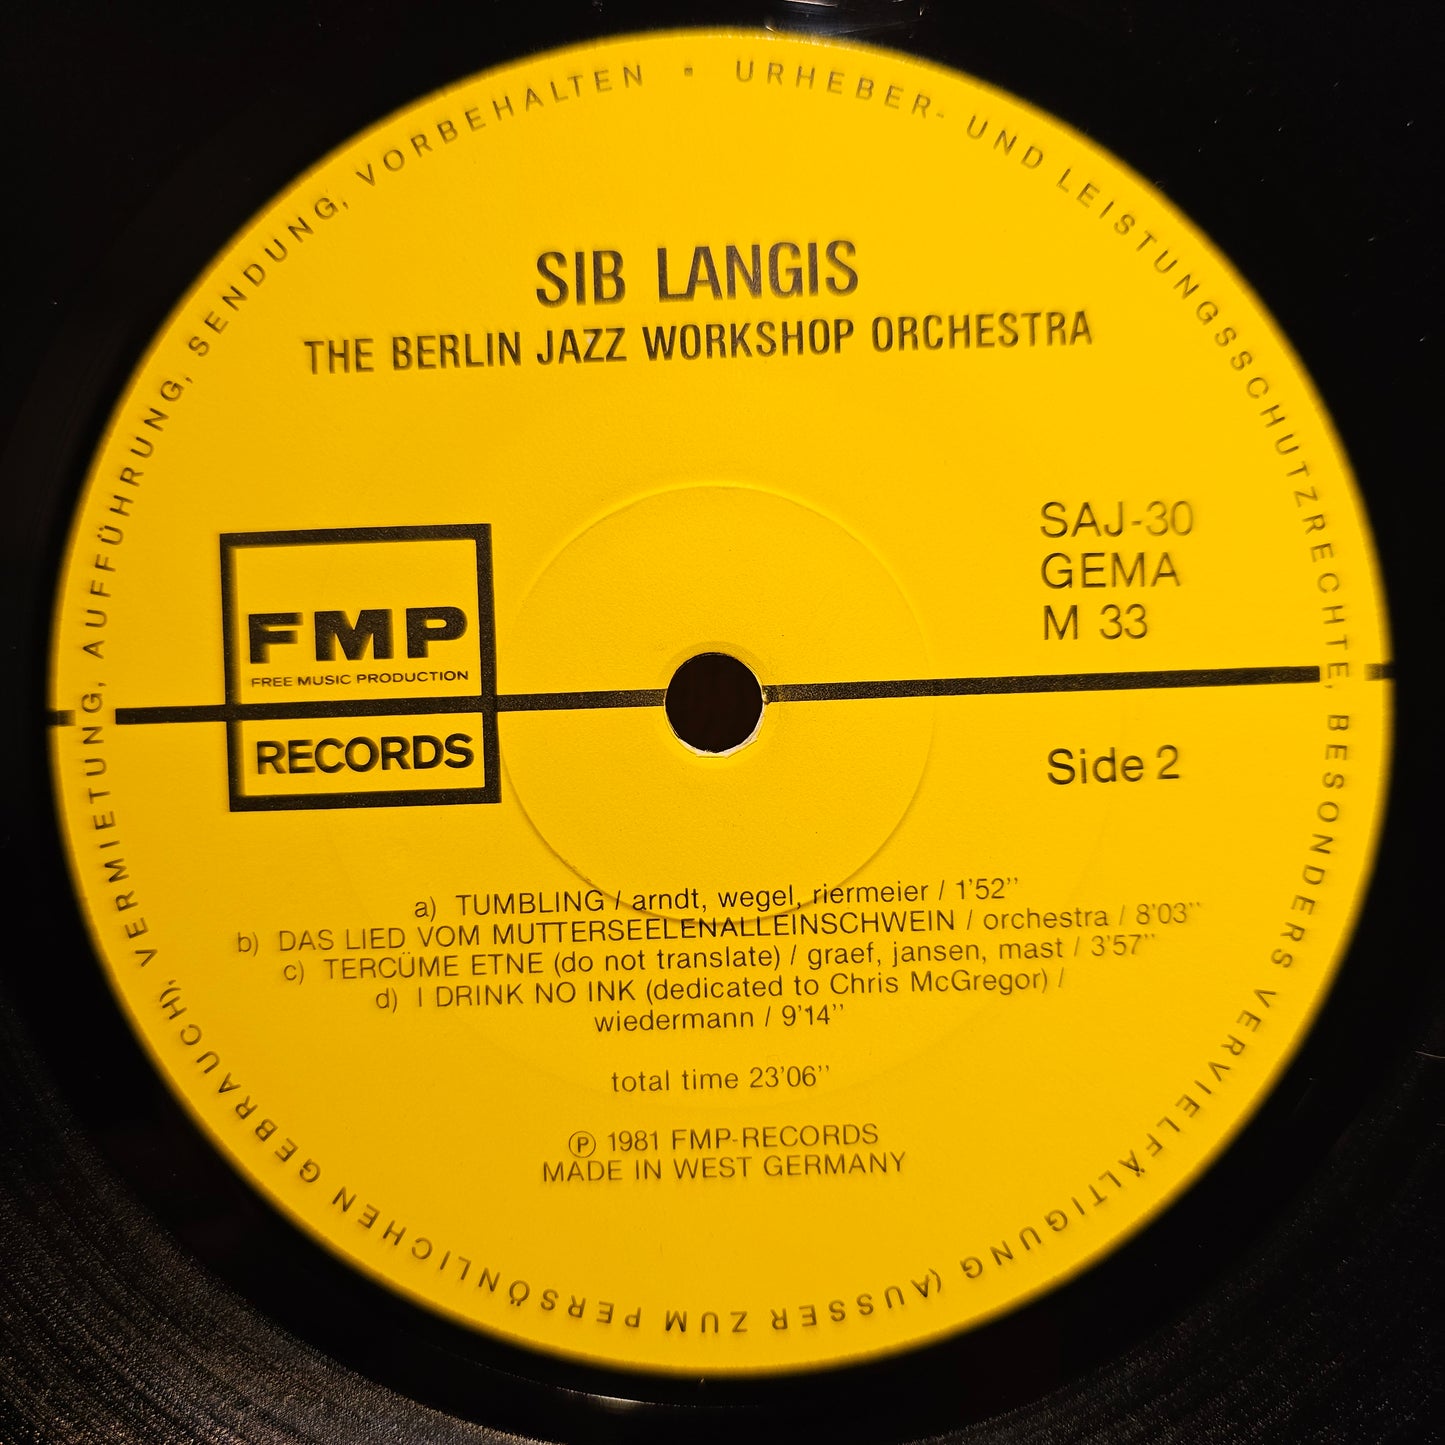 URHEBER- UND LEISTUNGSSCHUTZRECHTE, BESONDERS VERVIELFÄLTIGUNG (AUSSER ZUM PERSÖNLICHEN GEBRAUCH), VERMIETUNG, AUFFÜHRUNG, SENDUNG, VORBEHALTEN •
SIB LANGIS
THE BERLIN JAZZ WORKSHOP ORCHESTRA
SAJ-30
GEMA
M 33
FMP
FREE MUSIC PRODUCTION
RECORDS
Side 2
a) TUMBLING / arndt, wegel, riermeier / 1'52''
b) DAS LIED VOM MUTTERSEELENALLEINSCHWEIN / orchestra / 8'03''
c) TERCÜME ETNE (do not translate) / graef, jansen, mast / 3'57''
d) I DRINK NO INK (dedicated to Chris McGregor) /
wiedermann / 9'14''
total time 23'06''
℗ 1981 FMP-RECORDS
MADE IN WEST GERMANY